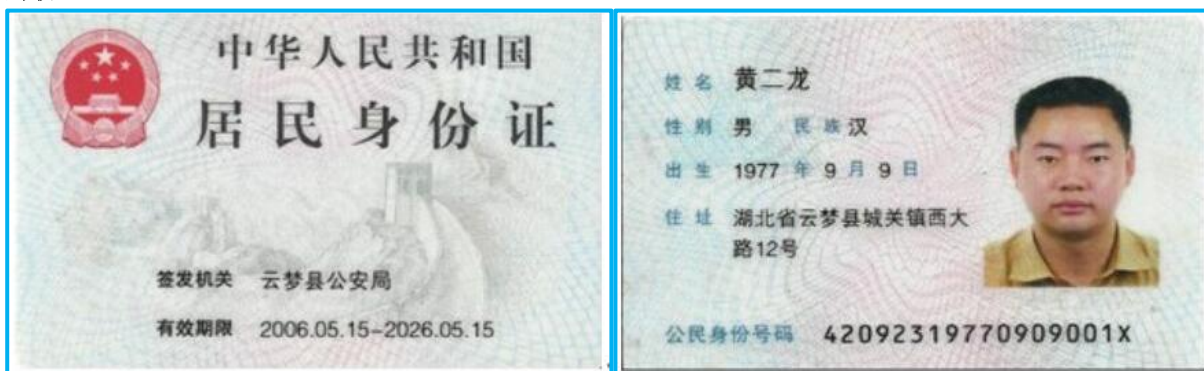 中华人民共和国
居民身份证
签发机关 云梦县公安局
有效期限 2006.05.15-2026.05.15
姓名 黄二龙
性别 男 民族 汉
出生 1977 年 9 月 9 日
住址 湖北省云梦县城关镇西大
路12号
公民身份号码 42092319770909001X